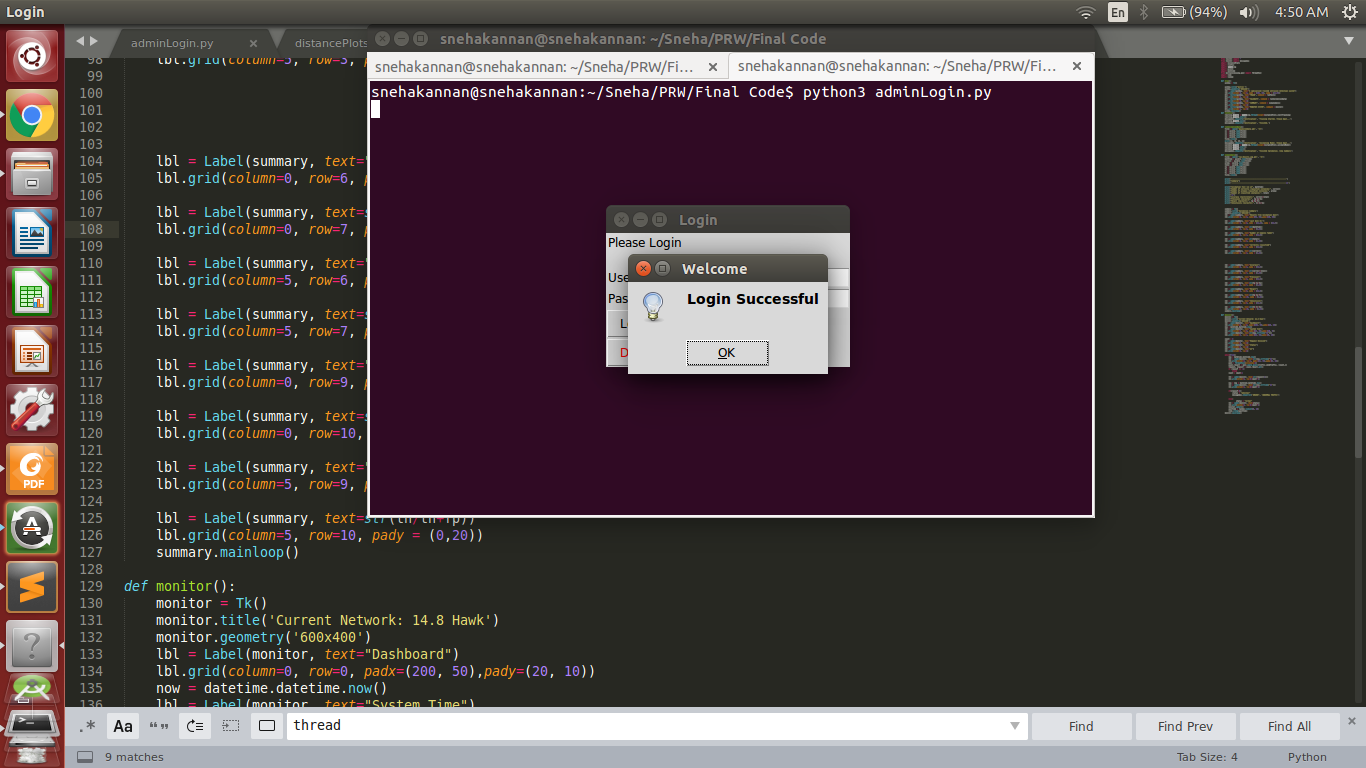 Login
En
(94%)
4:50 AM
adminLogin.py
distancePlots
snehakannan@snehakannan: ~/Sneha/PRW/Final Code
snehakannan@snehakannan: ~/Sneha/PRW/Fi...
snehakannan@snehakannan: ~/Sneha/PRW/Fi...
snehakannan@snehakannan:~/Sneha/PRW/Final Code$ python3 adminLogin.py
98 lbl.grid(column=5, row=3, p
99
100
101
102
103
104 lbl = Label(summary, text=
105 lbl.grid(column=0, row=6, p
106
107 lbl = Label(summary, text=s
108 lbl.grid(column=0, row=7, p
109
110 lbl = Label(summary, text=
111 lbl.grid(column=5, row=6, p
112
113 lbl = Label(summary, text=s
114 lbl.grid(column=5, row=7, p
115
116 lbl = Label(summary, text=
117 lbl.grid(column=0, row=9, p
118
119 lbl = Label(summary, text=s
120 lbl.grid(column=0, row=10,
121
122 lbl = Label(summary, text=
123 lbl.grid(column=5, row=9, p
124
125 lbl = Label(summary, text=str(tn/tn+fp))
126 lbl.grid(column=5, row=10, pady = (0,20))
127 summary.mainloop()
128
129 def monitor():
130 monitor = Tk()
131 monitor.title('Current Network: 14.8 Hawk')
132 monitor.geometry('600x400')
133 lbl = Label(monitor, text="Dashboard")
134 lbl.grid(column=0, row=0, padx=(200, 50),pady=(20, 10))
135 now = datetime.datetime.now()
136 lbl = Label(monitor, text="System Time")
Login
Please Login
Use
Pas
L
D
Welcome
Login Successful
OK
PDF
.* Aa “” thread Find Find Prev Find All
9 matches
Tab Size: 4
Python